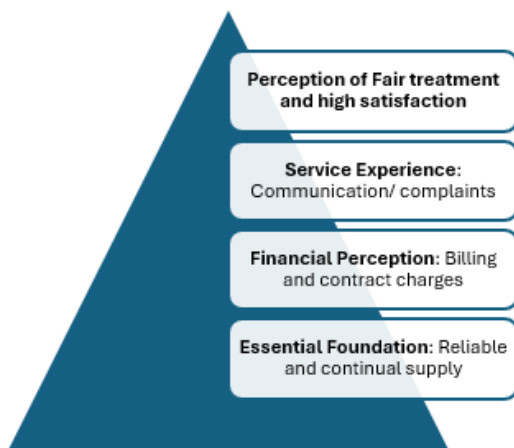 Perception of Fair treatment
and high satisfaction
Service Experience:
Communication/ complaints
Financial Perception: Billing
and contract charges
Essential Foundation: Reliable
and continual supply